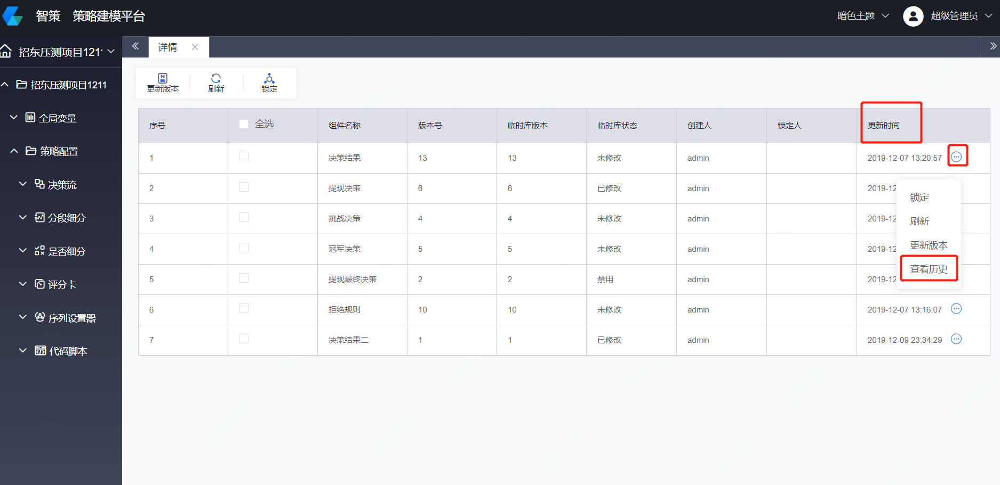 智策 策略建模平台
暗色主题
超级管理员
招东压测项目121
详情
招东压测项目1211
全局变量
策略配置
决策流
分段细分
是否细分
评分卡
序列设置器
代码脚本
更新版本 刷新 锁定
序号 全选 组件名称 版本号 临时库版本 临时库状态 创建人 锁定人 更新时间
1 决策结果 13 13 未修改 admin 2019-12-07 13:20:57
2 提现决策 6 6 已修改 admin 2019-12
3 挑战决策 4 4 未修改 admin 2019-12
4 冠军决策 5 5 未修改 admin 2019-12
5 提现最终决策 2 2 禁用 admin 2019-12
6 拒绝规则 10 10 未修改 admin 2019-12-07 13:16:07
7 决策结果二 1 1 已修改 admin 2019-12-09 23:34:29
锁定
刷新
更新版本
查看历史